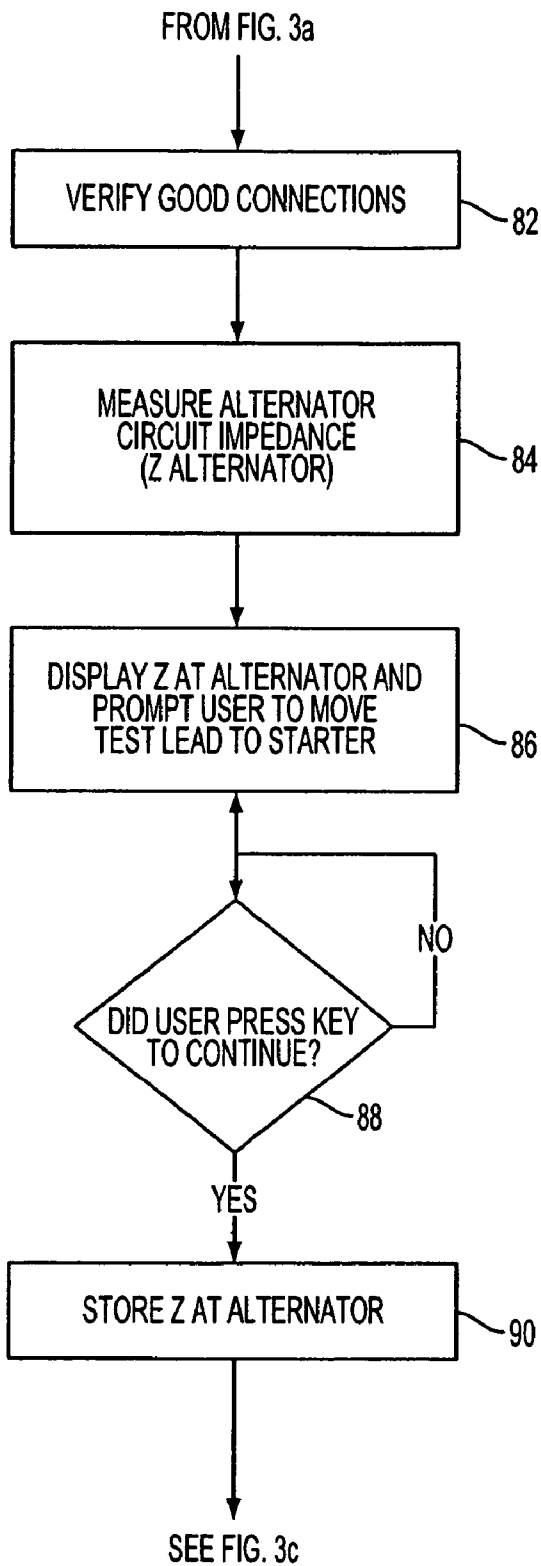 FROM FIG. 3a
VERIFY GOOD CONNECTIONS
82
MEASURE ALTERNATOR
CIRCUIT IMPEDANCE
(Z ALTERNATOR)
84
DISPLAY Z AT ALTERNATOR AND
PROMPT USER TO MOVE
TEST LEAD TO STARTER
86
NO
DID USER PRESS KEY
TO CONTINUE?
88
YES
STORE Z AT ALTERNATOR
90
SEE FIG. 3c